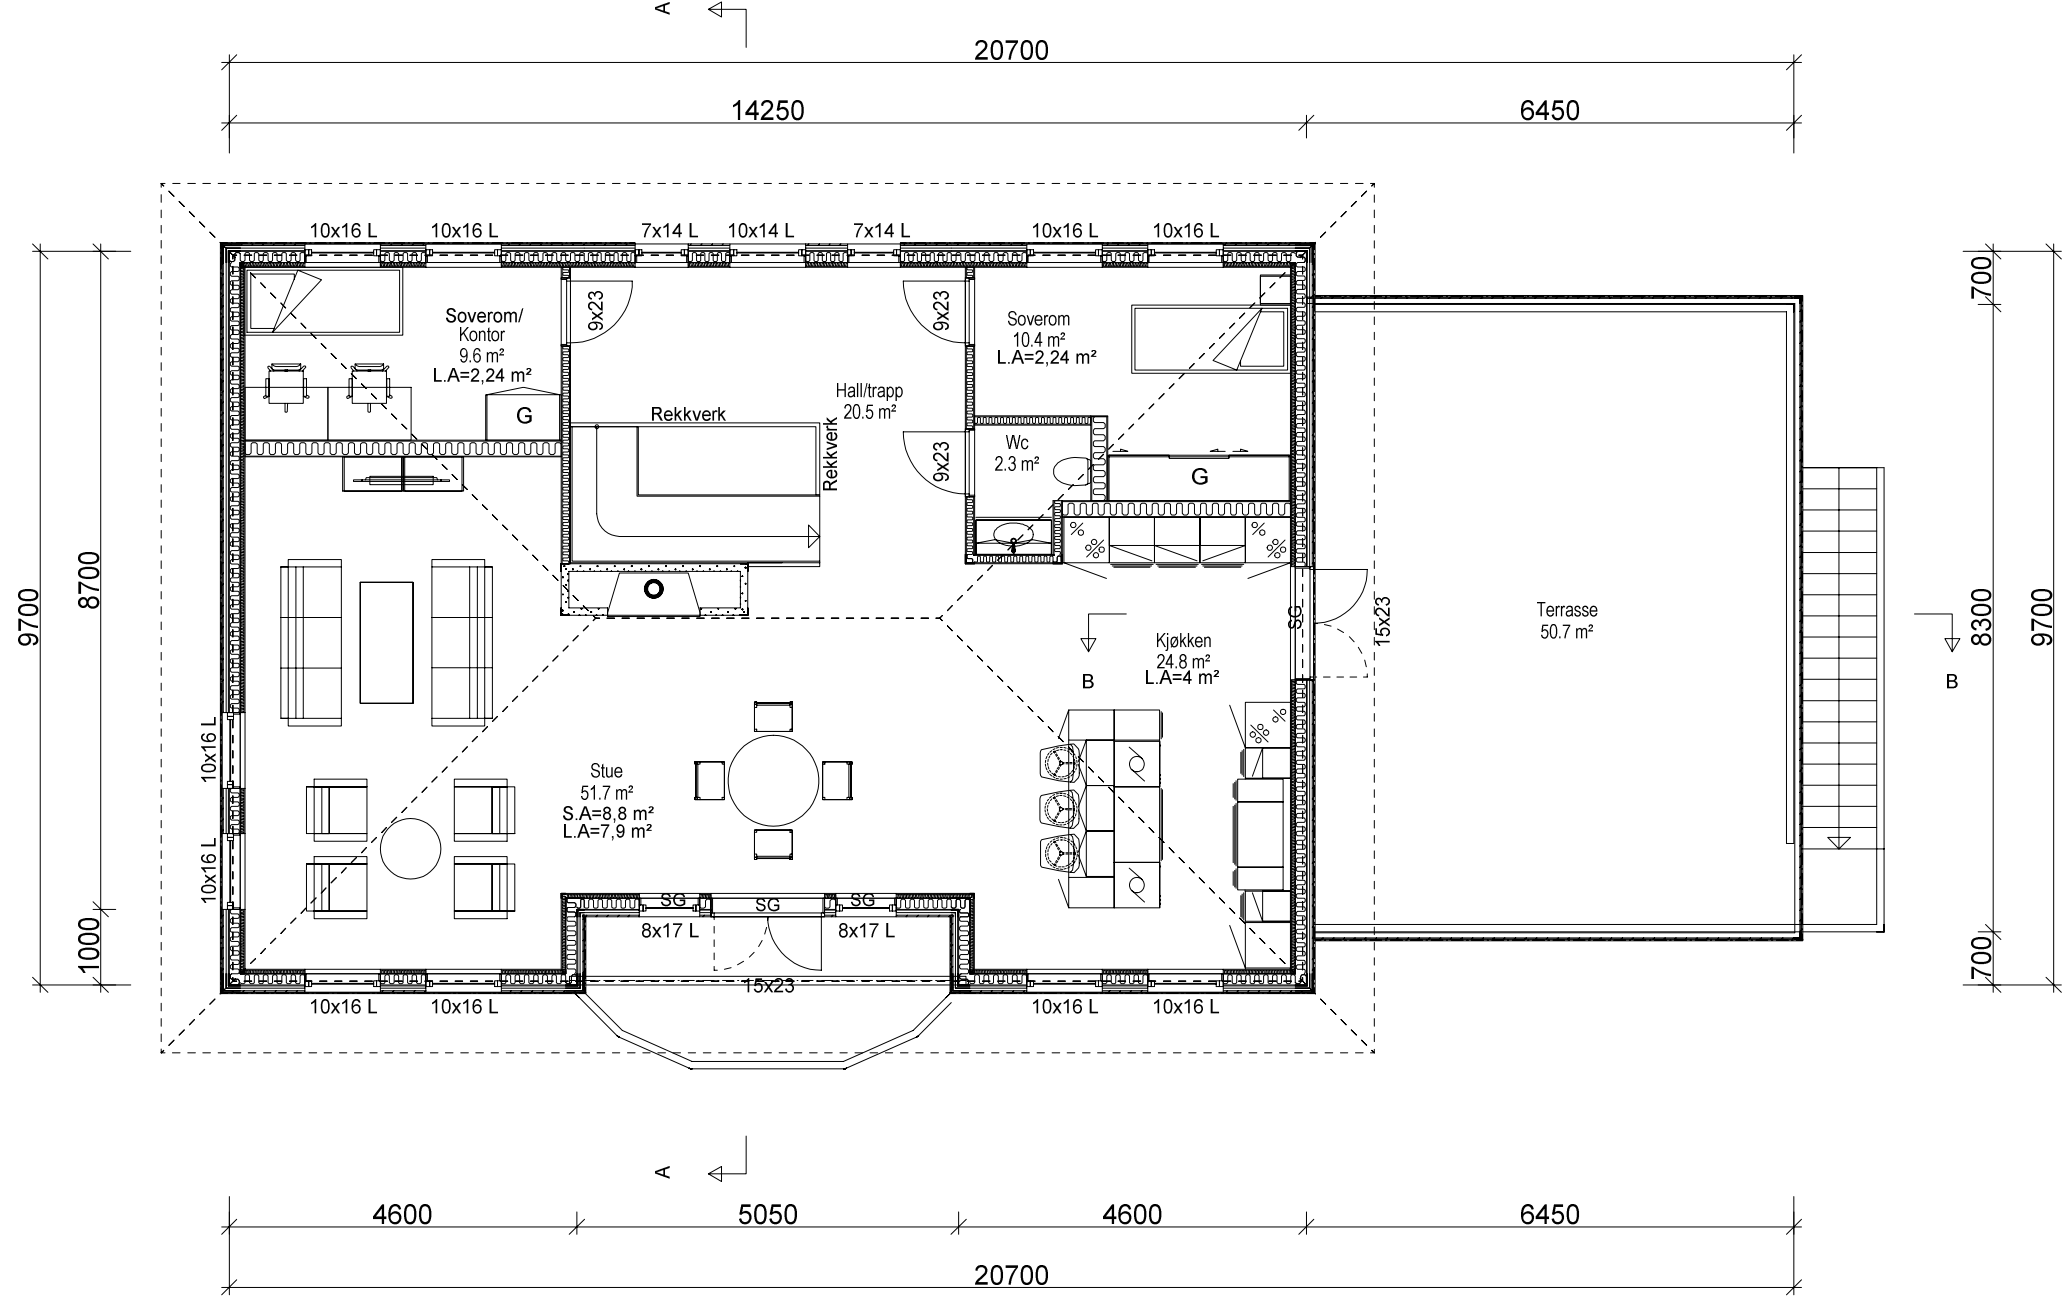 A
20700
14250
6450
10x16 L
10x16 L
7x14 L
10x14 L
7x14 L
10x16 L
10x16 L
9700
8700
1000
700
8300
700
9700
Soverom/
Kontor
9.6 m²
L.A=2,24 m²
G
9x23
9x23
9x23
Rekkverk
Rekkverk
Hall/trapp
20.5 m²
Soverom
10.4 m²
L.A=2,24 m²
Wc
2.3 m²
G
SG
15x23
Terrasse
50.7 m²
Kjøkken
24.8 m²
L.A=4 m²
B
B
Stue
51.7 m²
S.A=8,8 m²
L.A=7,9 m²
10x16 L
10x16 L
SG
SG
SG
8x17 L
8x17 L
15x23
10x16 L
10x16 L
10x16 L
10x16 L
A
4600
5050
4600
6450
20700